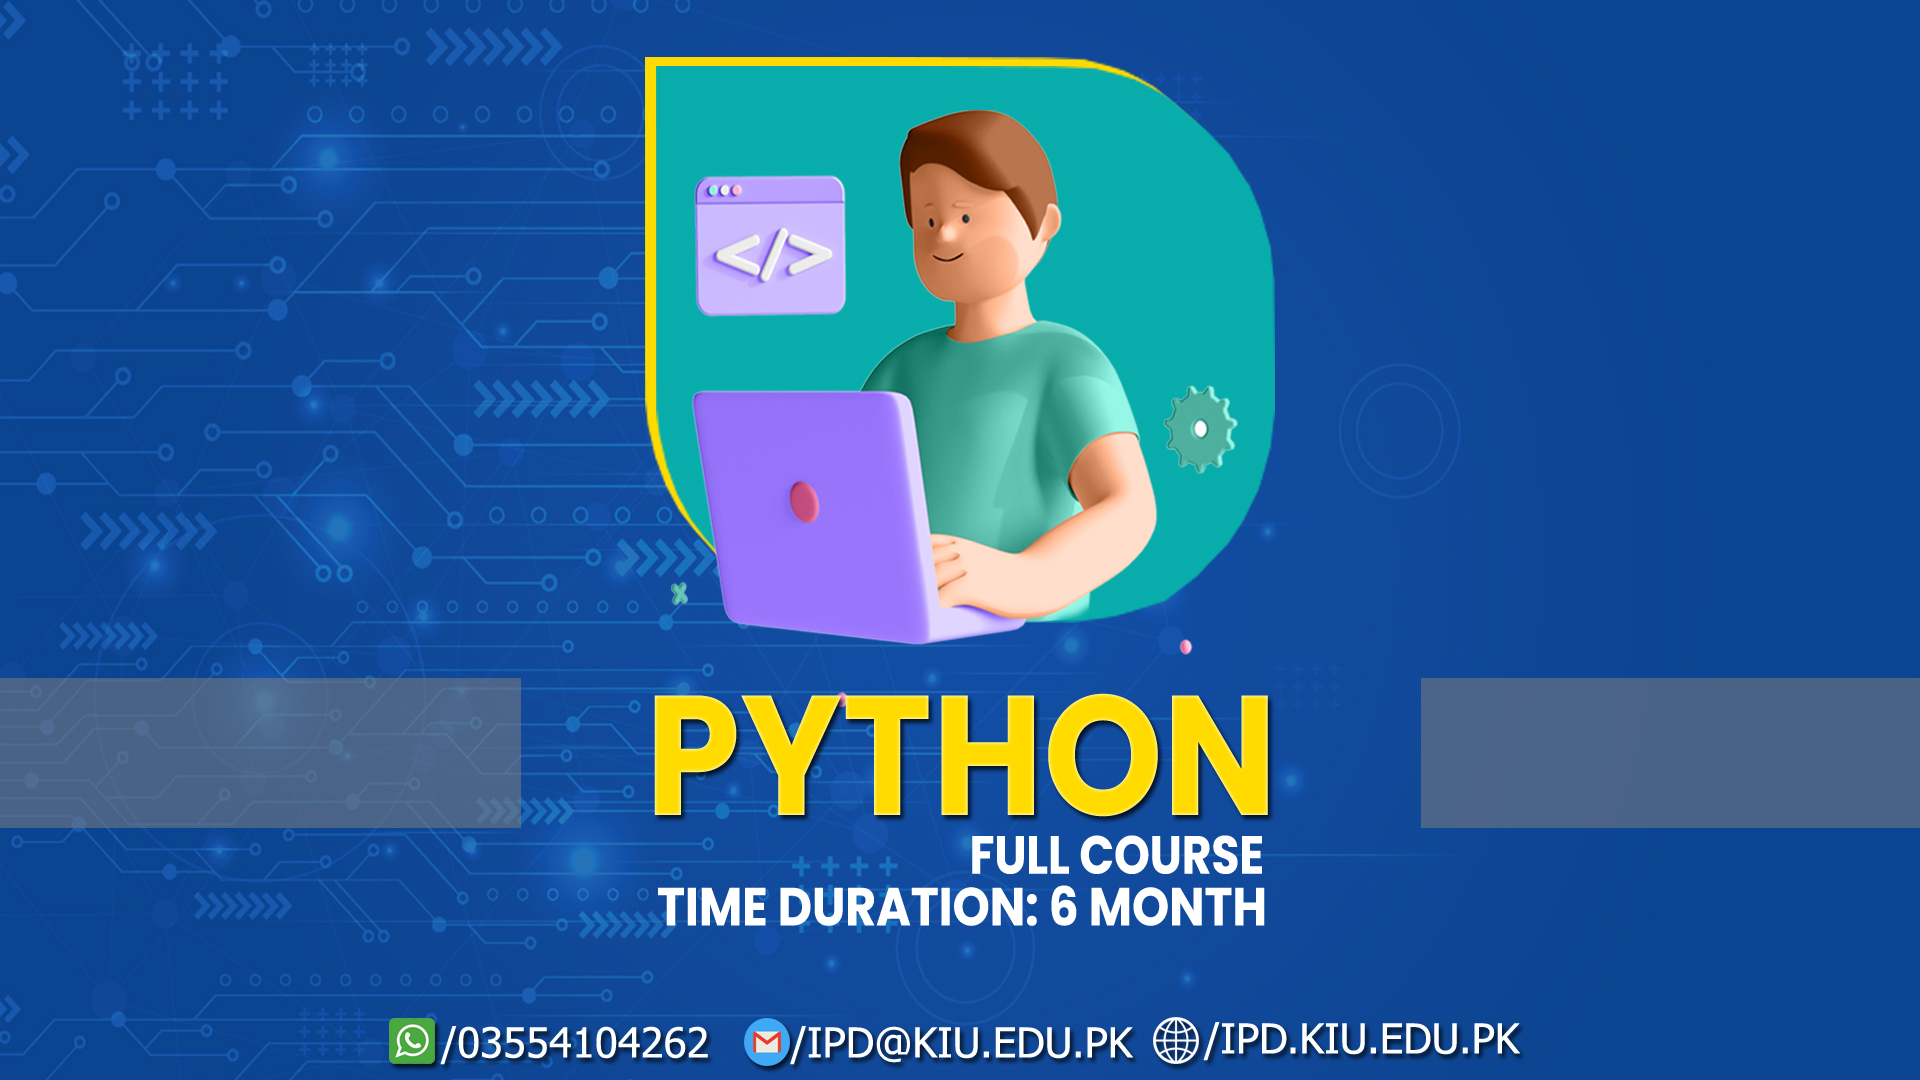 </>
PYTHON
FULL COURSE
TIME DURATION: 6 MONTH
/03554104262 /IPD@KIU.EDU.PK /IPD.KIU.EDU.PK